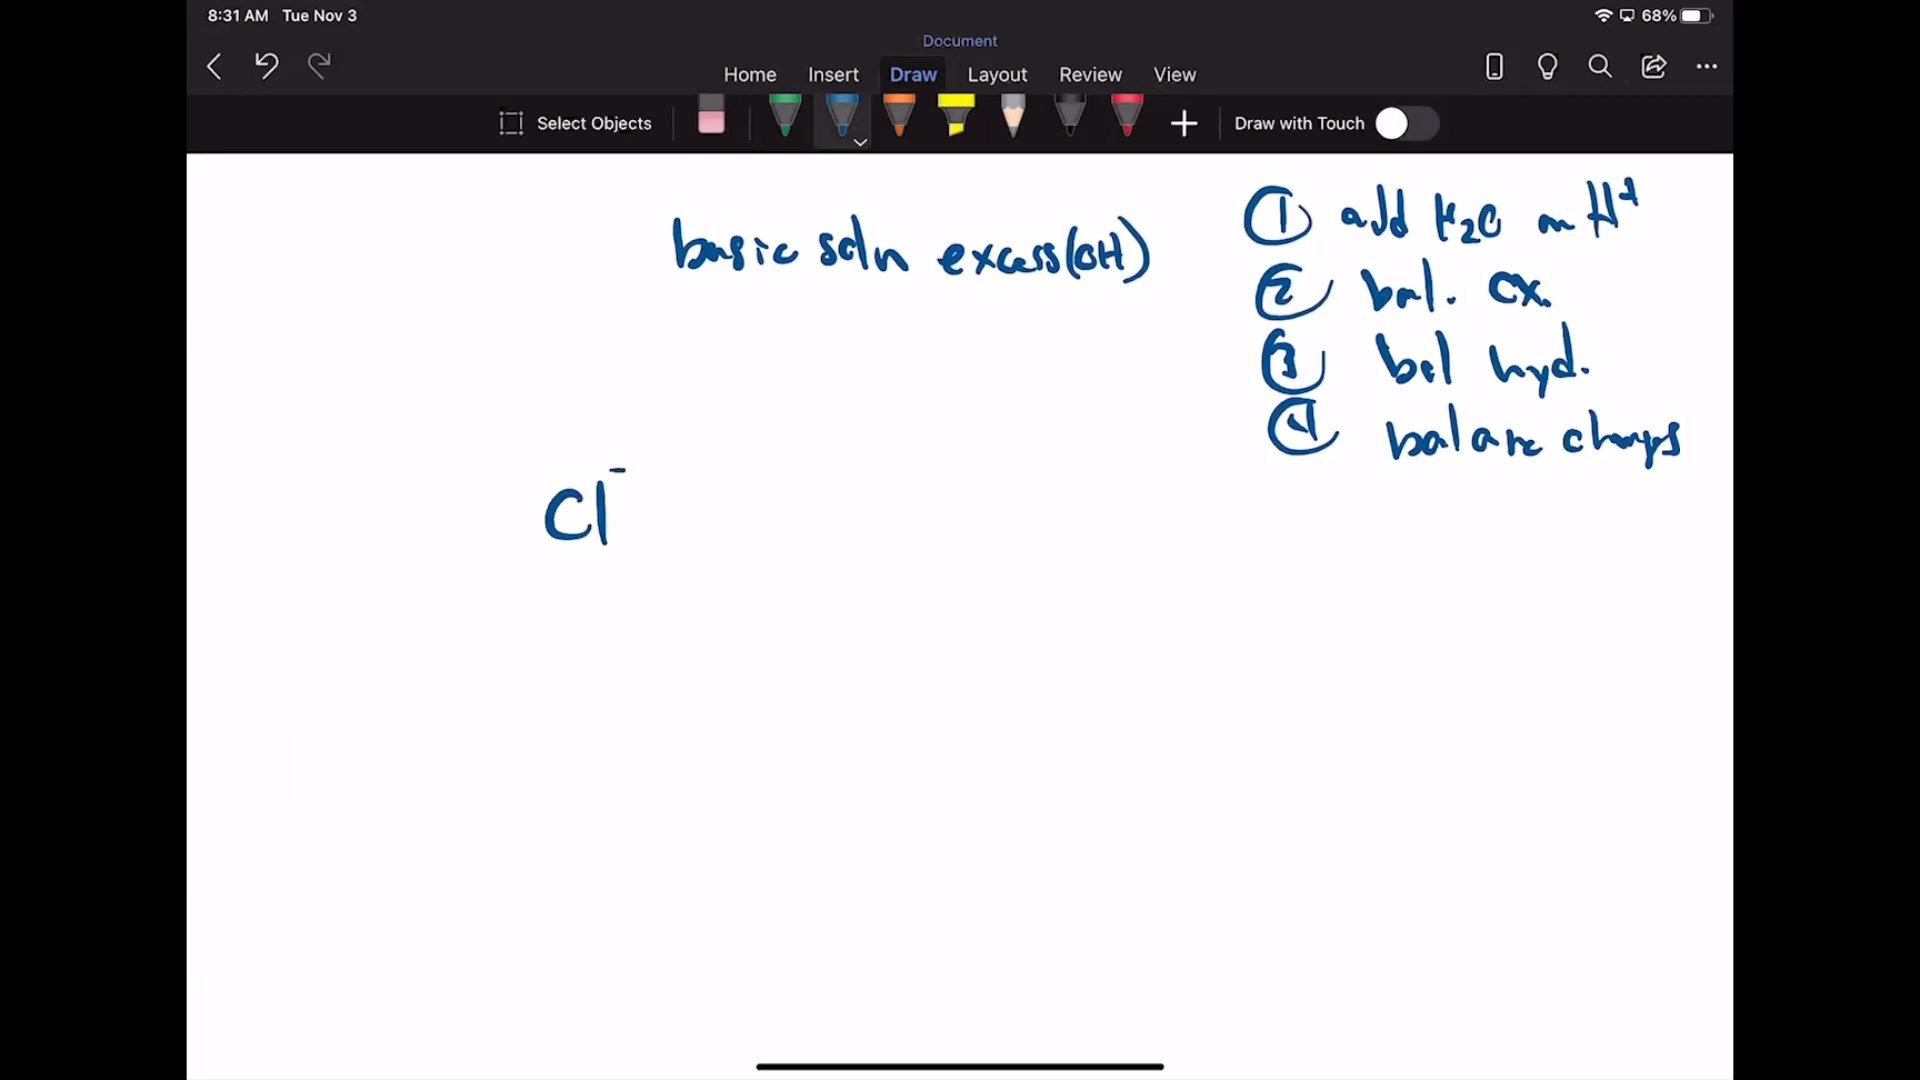 8:31 AM Tue Nov 3
68%
Document
Home Insert Draw Layout Review View
Select Objects
Draw with Touch
basic soln excess(OH)
① add H₂O or H⁺
② bal. ox.
③ bal hyd.
④ balance charges
Cl⁻